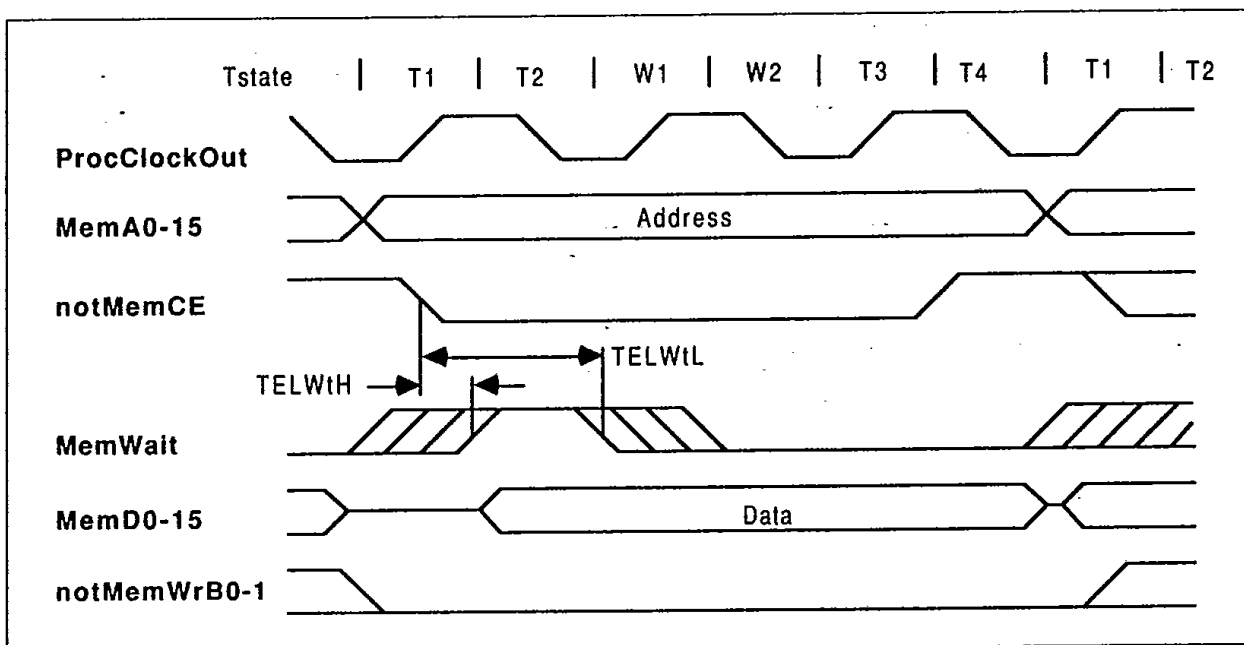 Tstate | T1 | T2 | W1 | W2 | T3 | T4 | T1 | T2
ProcClockOut
MemA0-15 Address
notMemCE
TELWtL
TELWtH
MemWait
MemD0-15 Data
notMemWrB0-1